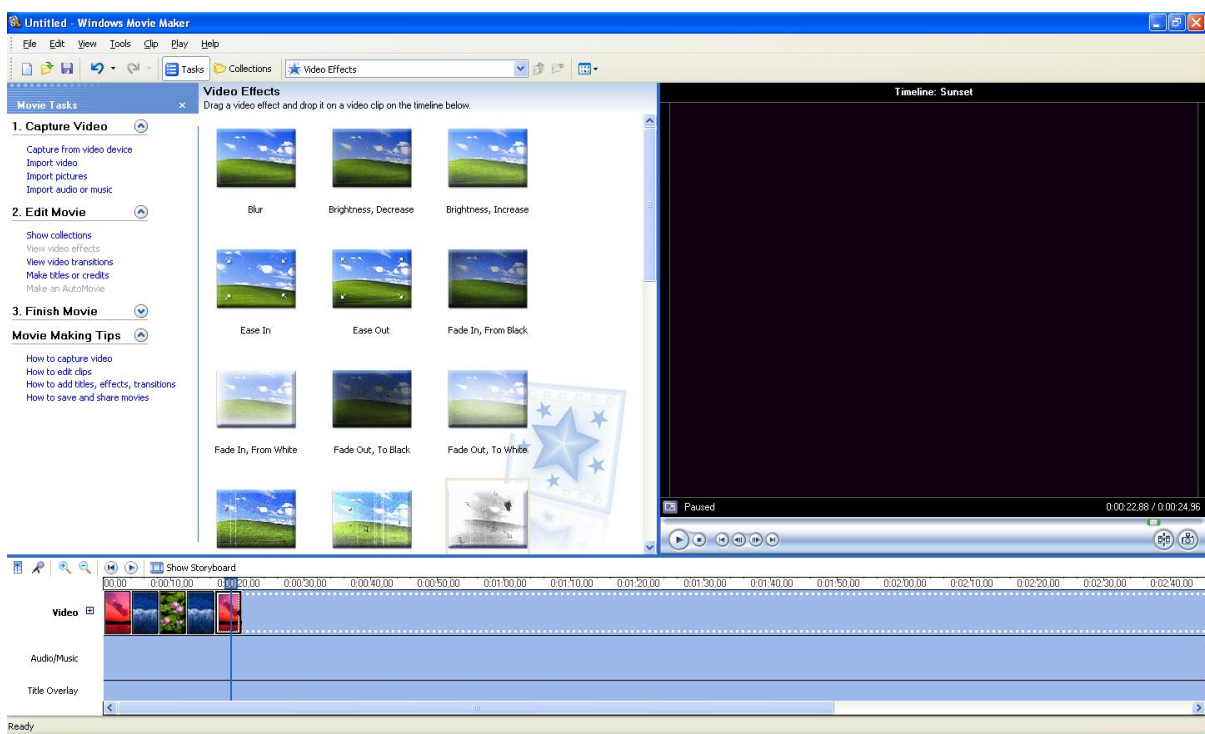 Untitled - Windows Movie Maker
File Edit View Tools Clip Play Help
Tasks Collections Video Effects
Movie Tasks ×
1. Capture Video
Capture from video device
Import video
Import pictures
Import audio or music
2. Edit Movie
Show collections
View video effects
View video transitions
Make titles or credits
Make an AutoMovie
3. Finish Movie
Movie Making Tips
How to capture video
How to edit clips
How to add titles, effects, transitions
How to save and share movies
Video Effects
Drag a video effect and drop it on a video clip on the timeline below.
Blur Brightness, Decrease Brightness, Increase
Ease In Ease Out Fade In, From Black
Fade In, From White Fade Out, To Black Fade Out, To White
Timeline: Sunset
Paused 0:00:22,88 / 0:00:24,96
Show Storyboard
00,00 0:00:10,00 0:00:20,00 0:00:30,00 0:00:40,00 0:00:50,00 0:01:00,00 0:01:10,00 0:01:20,00 0:01:30,00 0:01:40,00 0:01:50,00 0:02:00,00 0:02:10,00 0:02:20,00 0:02:30,00 0:02:40,00
Video
Audio/Music
Title Overlay
Ready